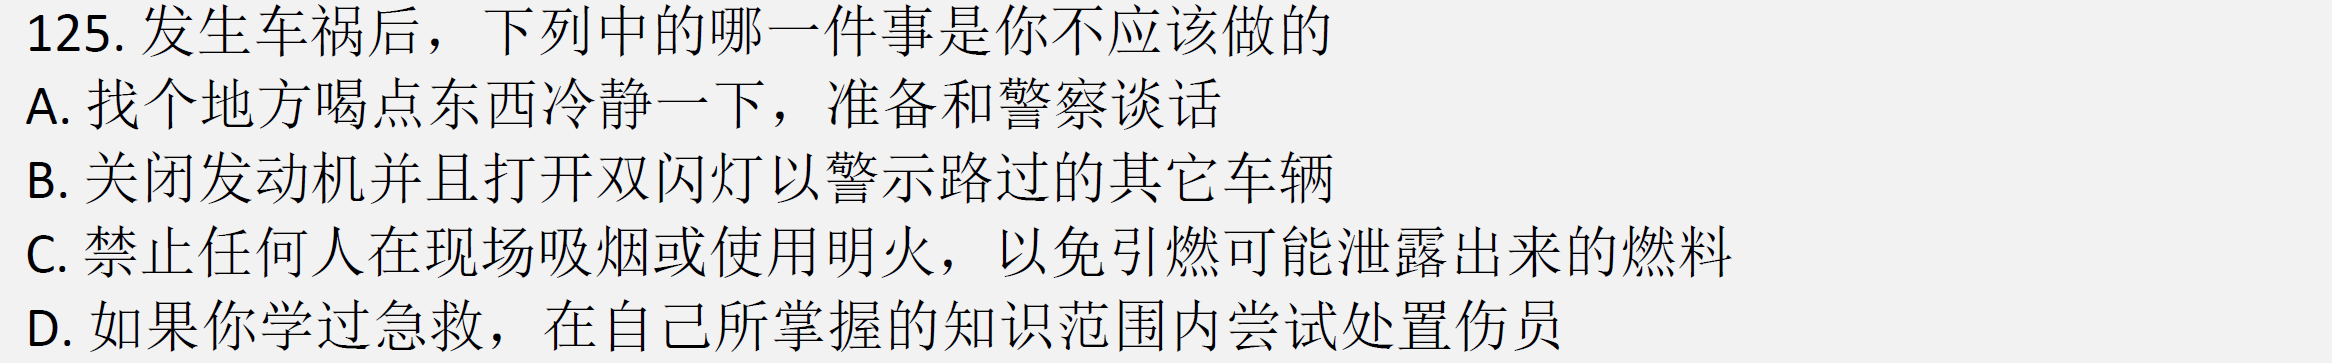 125. 发生车祸后，下列中的哪一件事是你不应该做的
A. 找个地方喝点东西冷静一下，准备和警察谈话
B. 关闭发动机并且打开双闪灯以警示路过的其它车辆
C. 禁止任何人在现场吸烟或使用明火，以免引燃可能泄露出来的燃料
D. 如果你学过急救，在自己所掌握的知识范围内尝试处置伤员